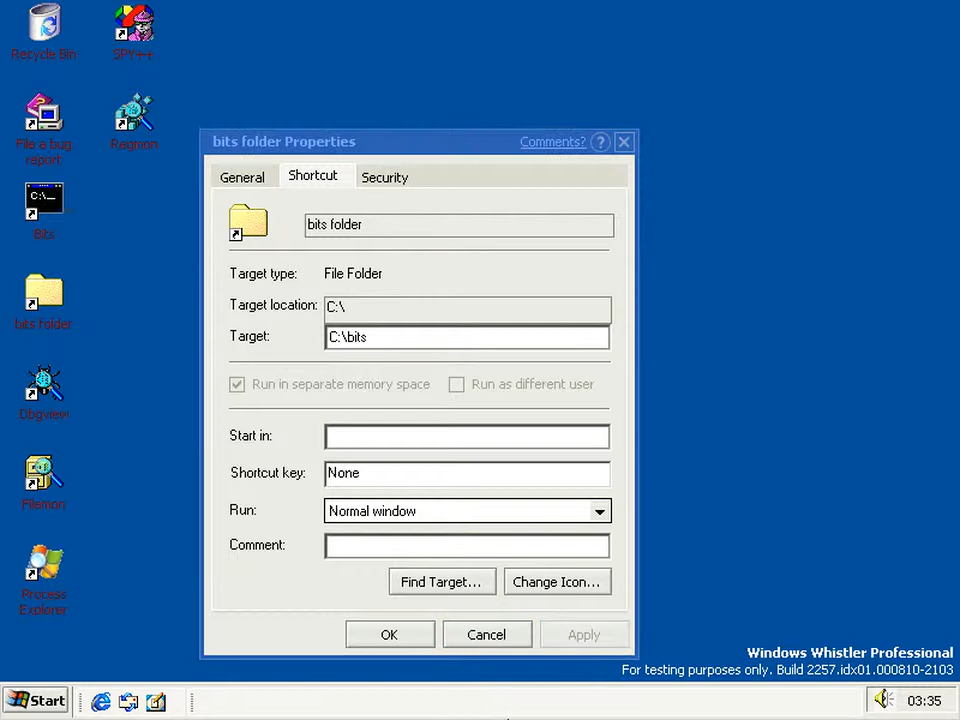 Recycle Bin
SPY++
File a bug
report
Regmon
C:\...
Bits
bits folder
Dbgview
Filemon
Process
Explorer
bits folder Properties
Comments?
?
General
Shortcut
Security
bits folder
Target type:
File Folder
Target location:
C:\
Target:
C:\bits
Run in separate memory space
Run as different user
Start in:
Shortcut key:
None
Run:
Normal window
Comment:
Find Target...
Change Icon...
OK
Cancel
Apply
Windows Whistler Professional
For testing purposes only. Build 2257.idx01.000810-2103
Start
03:35